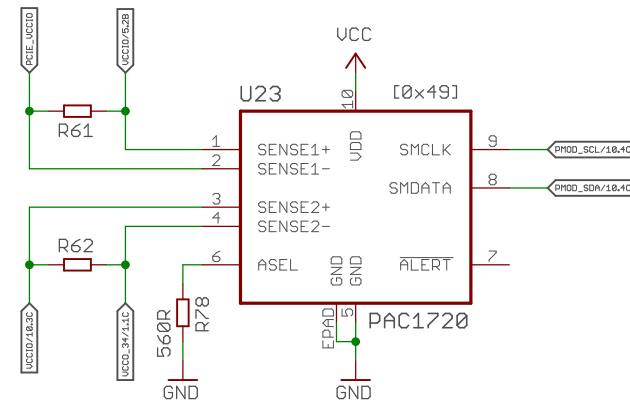 PCIE_VCCIO
VCCIO/5.2B
R61
VCC
U23
[0x49]
10
VDD
1
SENSE1+
2
SENSE1-
3
SENSE2+
4
SENSE2-
6
ASEL
9
SMCLK
PMOD_SCL/10.4C
8
SMDATA
PMOD_SDA/10.4C
7
ALERT
GND
GND
R62
VCCIO/10.3C
VCCO_34/1.1C
560R
R78
GND
EPAD
5
PAC1720
GND